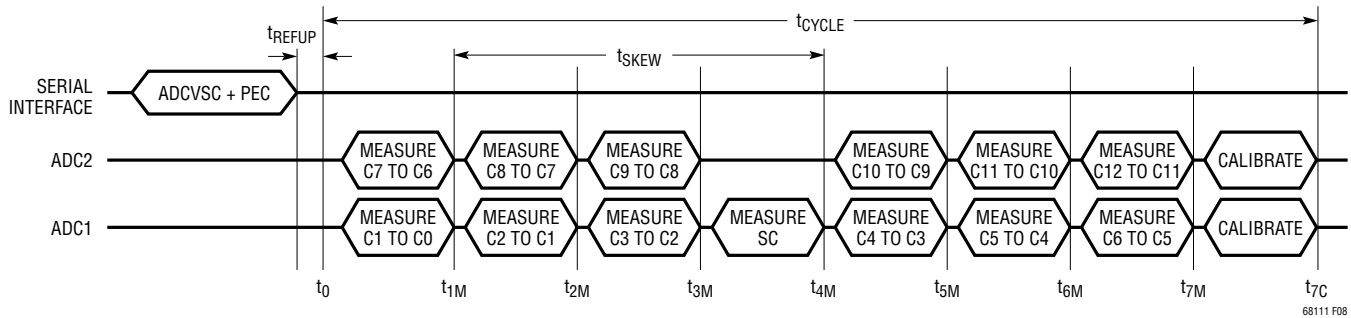 tCYCLE
tREFUP
tSKEW
SERIAL
INTERFACE
ADCVSC + PEC
ADC2
MEASURE
C7 TO C6
MEASURE
C8 TO C7
MEASURE
C9 TO C8
MEASURE
C10 TO C9
MEASURE
C11 TO C10
MEASURE
C12 TO C11
CALIBRATE
ADC1
MEASURE
C1 TO C0
MEASURE
C2 TO C1
MEASURE
C3 TO C2
MEASURE
SC
MEASURE
C4 TO C3
MEASURE
C5 TO C4
MEASURE
C6 TO C5
CALIBRATE
t0 t1M t2M t3M t4M t5M t6M t7M t7C
68111 F08